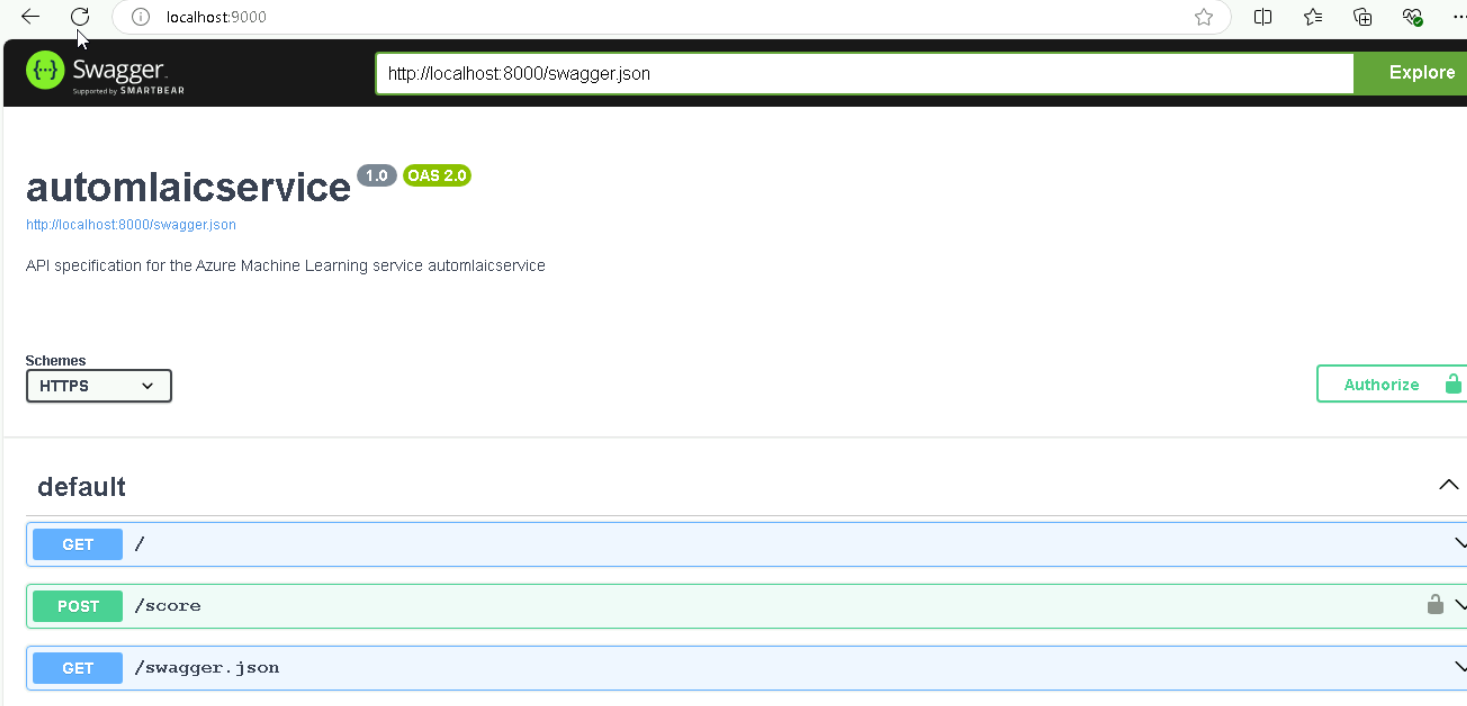 localhost:9000
Swagger.
Supported by SMARTBEAR
http://localhost:8000/swagger.json
Explore
automlaicservice 1.0 OAS 2.0
http://localhost:8000/swagger.json
API specification for the Azure Machine Learning service automlaicservice
Schemes
HTTPS
Authorize
default
GET /
POST /score
GET /swagger.json